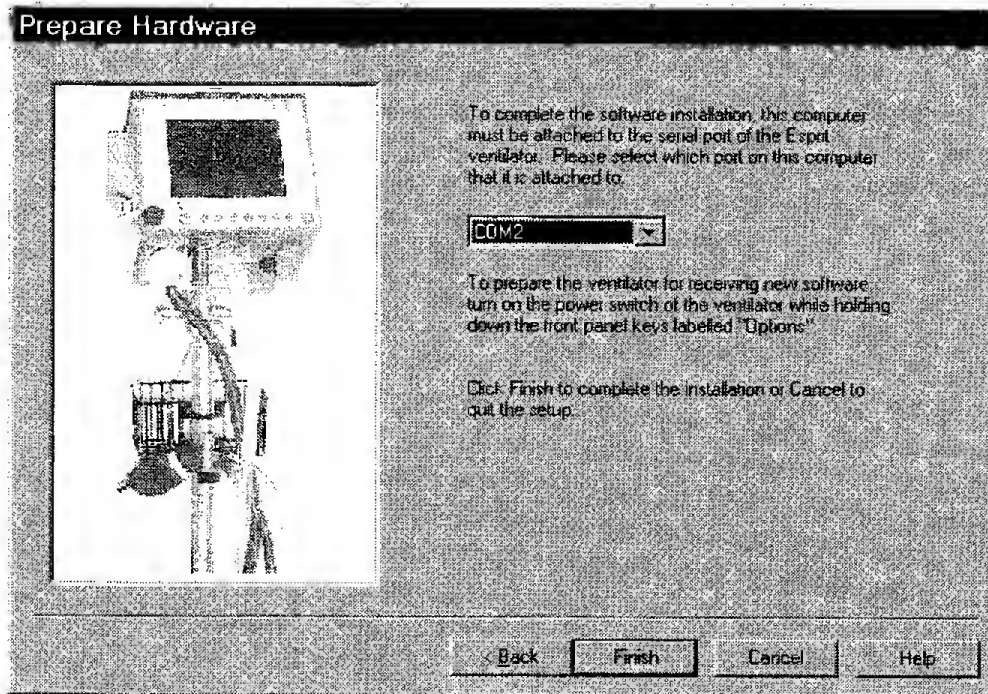 Prepare Hardware
To complete the software installation, this computer
must be attached to the serial port of the Esprit
ventilator. Please select which port on this computer
that it is attached to.
COM2
To prepare the ventilator for receiving new software
turn on the power switch of the ventilator while holding
down the front panel keys labelled "Options"
Click Finish to complete the installation or Cancel to
quit the setup.
< Back
Finish
Cancel
Help